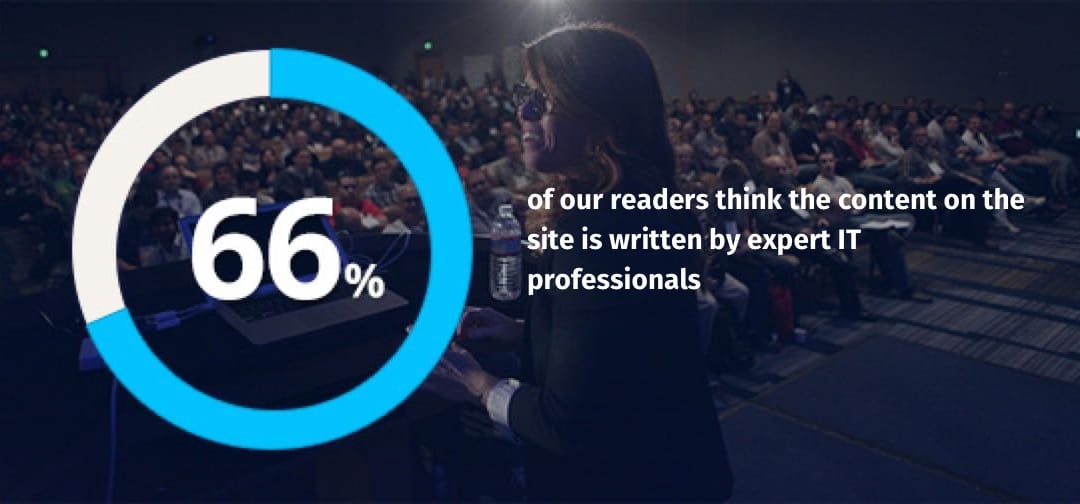 66%
of our readers think the content on the
site is written by expert IT
professionals